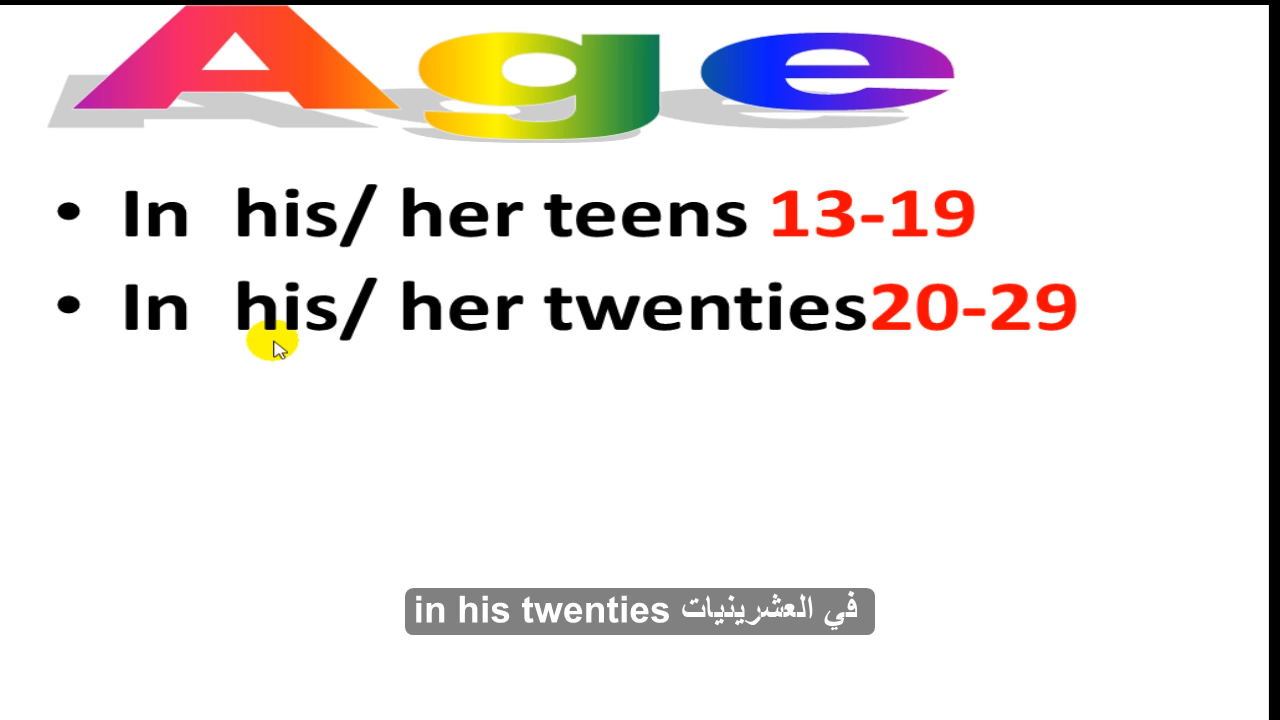 Age
• In his/ her teens 13-19
• In his/ her twenties20-29
in his twenties في العشرينيات